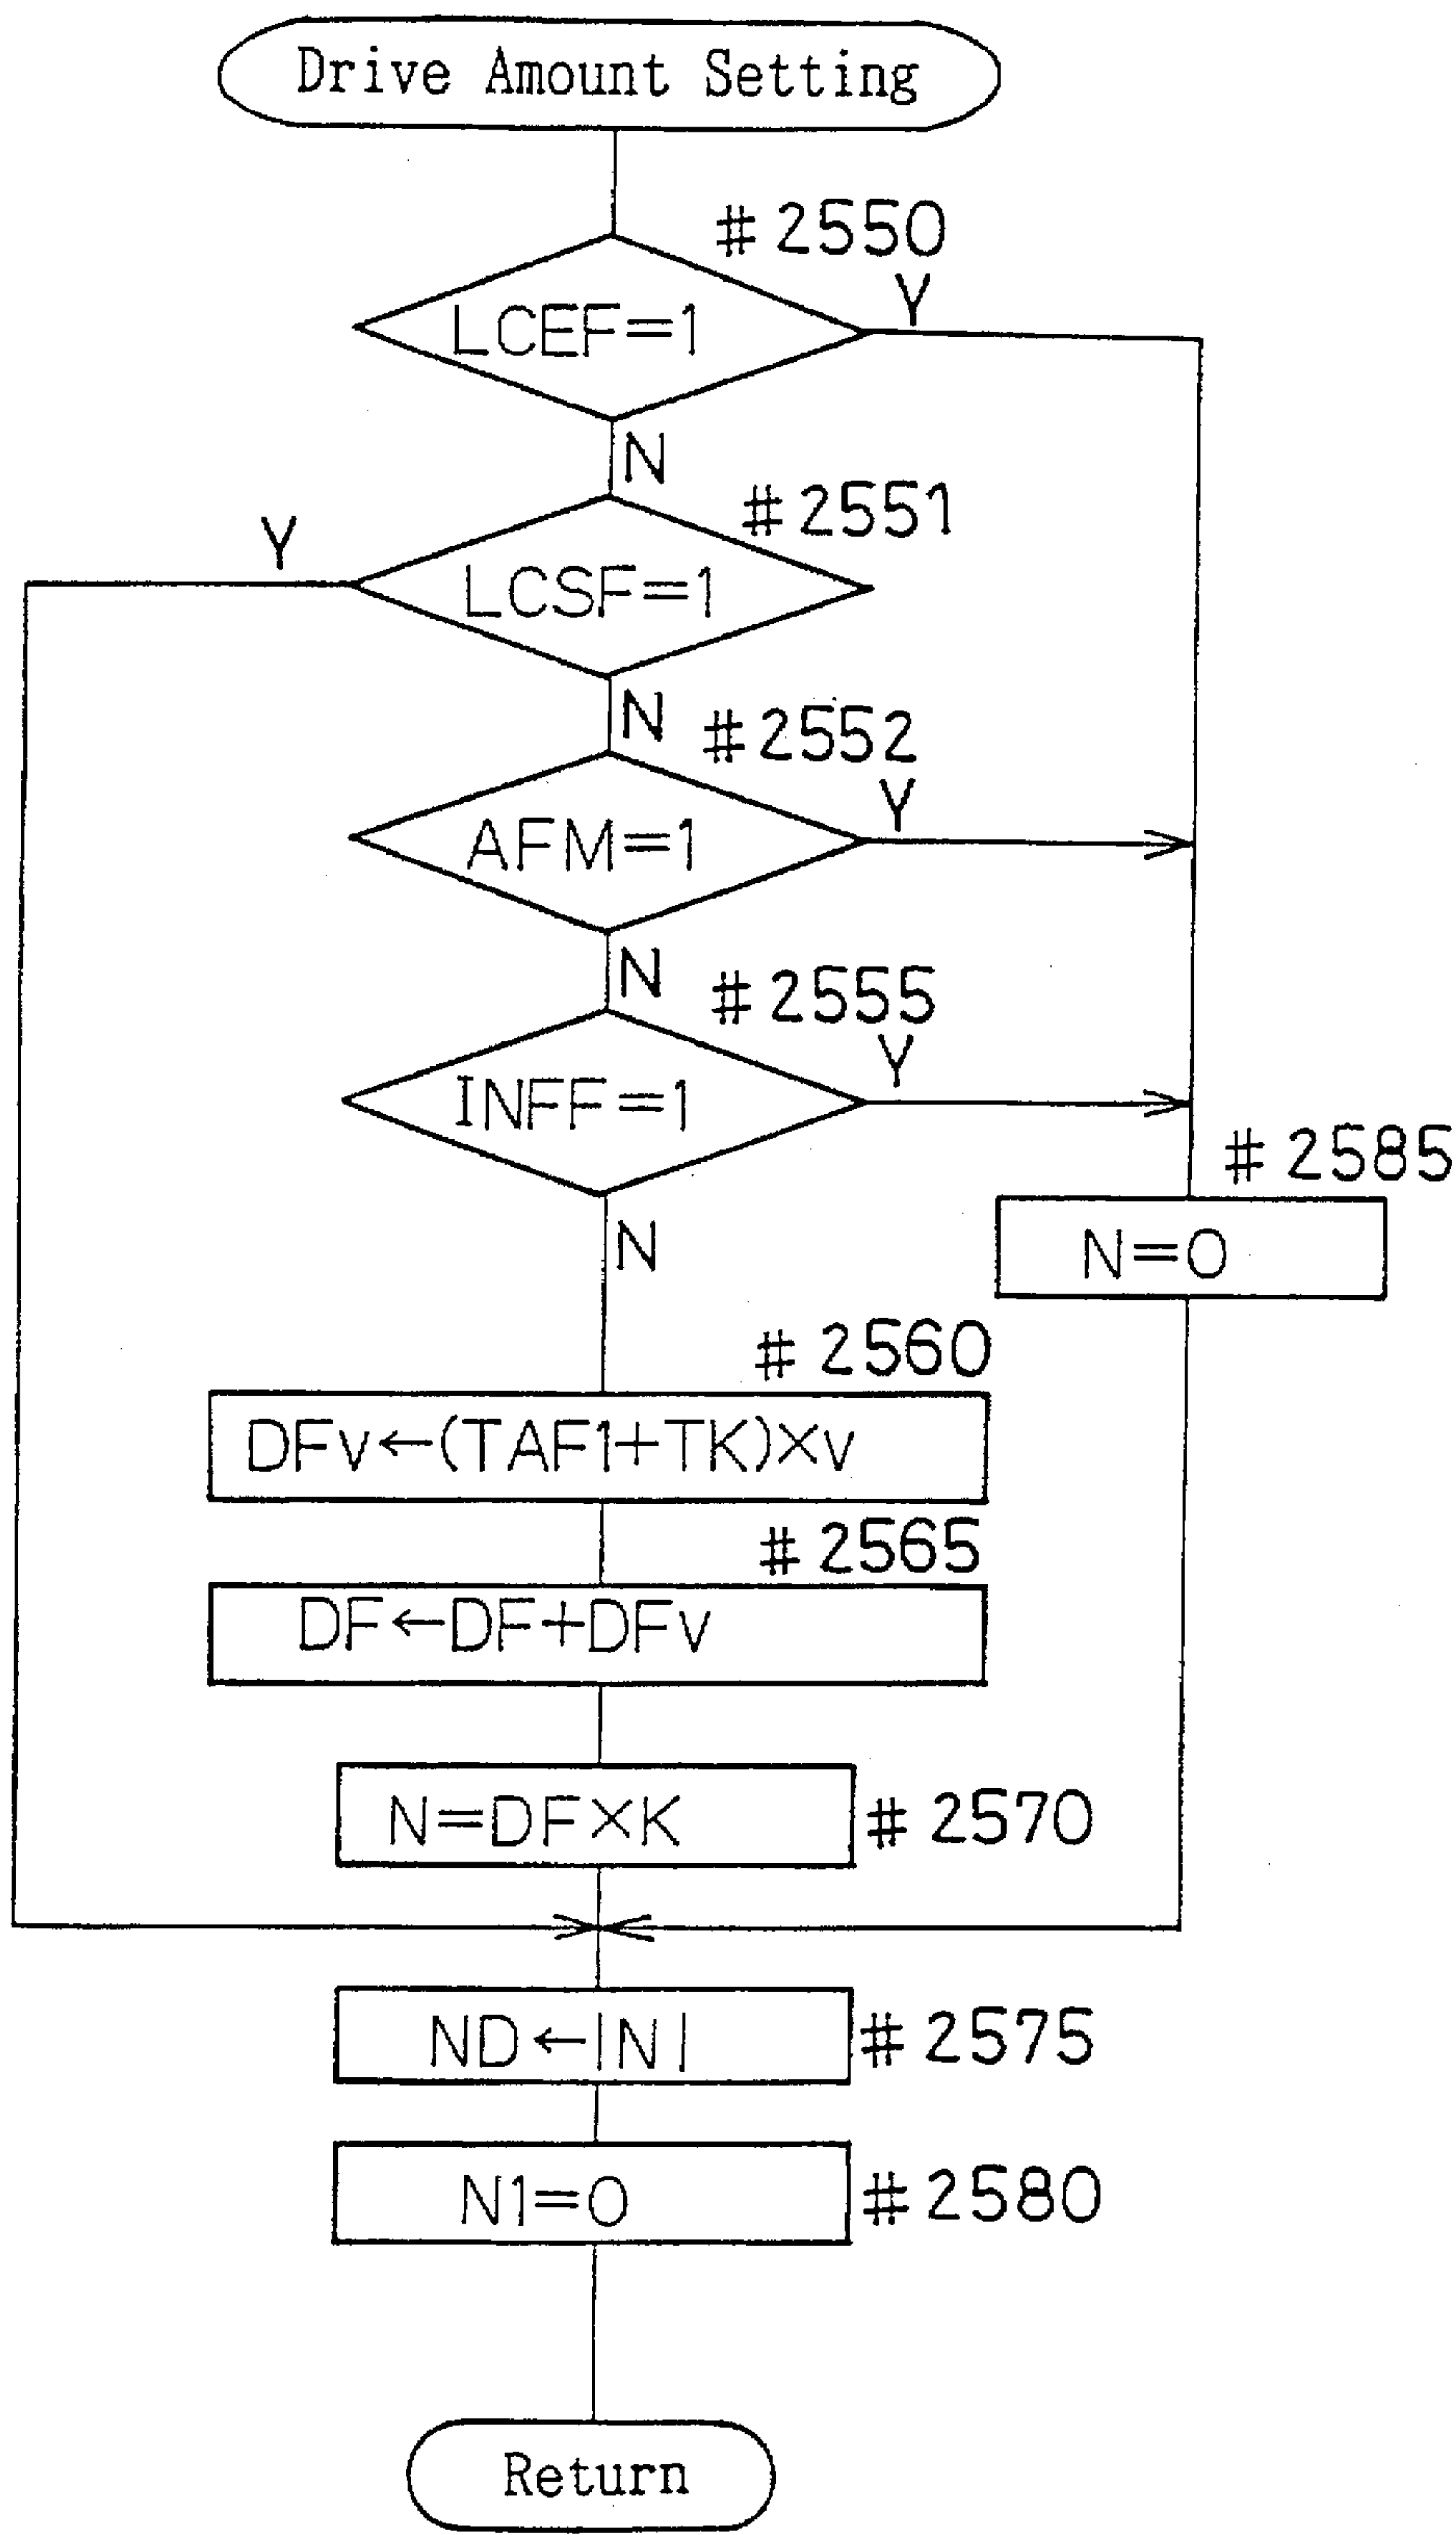 Drive Amount Setting
# 2550
LCEF=1
Y
N
# 2551
Y
LCSF=1
N
# 2552
Y
AFM=1
N
# 2555
Y
INFF=1
N
# 2585
N=0
# 2560
DFv←(TAF1+TK)×v
# 2565
DF←DF+DFv
N=DF×K
# 2570
ND←|N|
# 2575
N1=0
# 2580
Return